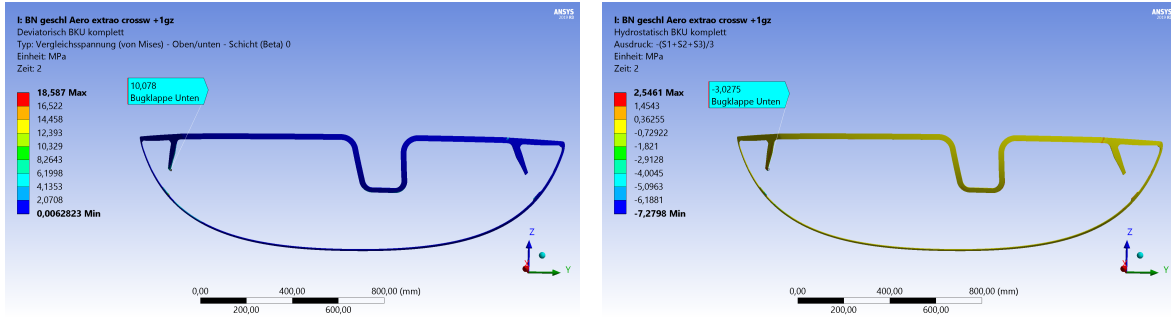 I: BN geschl Aero extrao crossw +1gz
Deviatorisch BKU komplett
Typ: Vergleichsspannung (von Mises) - Oben/unten - Schicht (Beta) 0
Einheit: MPa
Zeit: 2
ANSYS
10,078
Bugklappe Unten
18,587 Max
16,522
14,458
12,393
10,329
8,2643
6,1998
4,1353
2,0708
0,0062823 Min
Z
Y
0,00 400,00 800,00 (mm)
200,00 600,00
I: BN geschl Aero extrao crossw +1gz
Hydrostatisch BKU komplett
Ausdruck: -(S1+S2+S3)/3
Einheit: MPa
Zeit: 2
ANSYS
-3,0275
Bugklappe Unten
2,5461 Max
1,4543
0,36255
-0,72922
-1,821
-2,9128
-4,0045
-5,0963
-6,1881
-7,2798 Min
Z
Y
0,00 400,00 800,00 (mm)
200,00 600,00